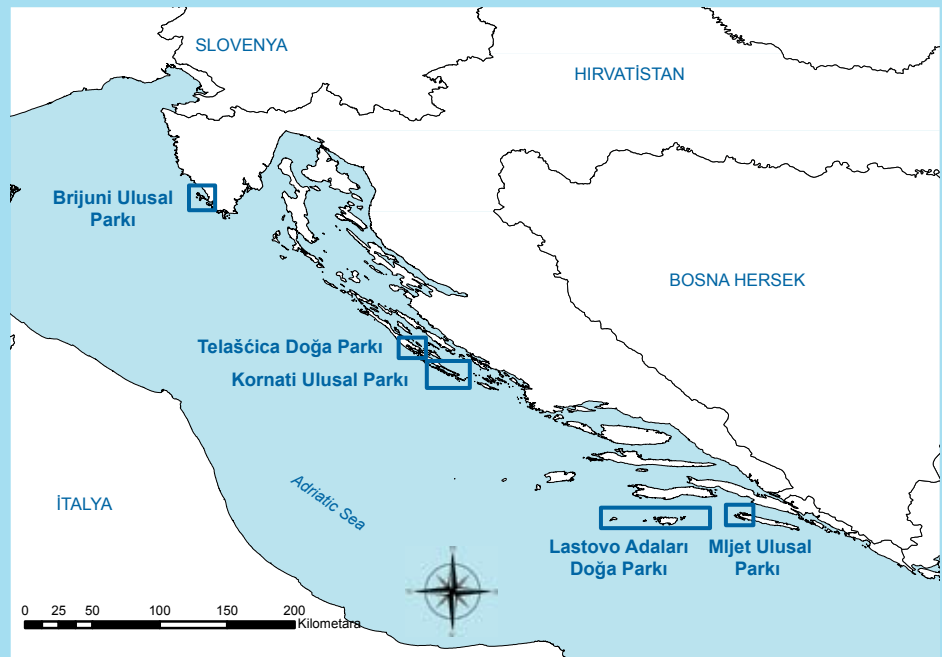 SLOVENYA
HIRVATİSTAN
Brijuni Ulusal
Parkı
BOSNA HERSEK
Telašćica Doğa Parkı
Kornati Ulusal Parkı
İTALYA
Adriatic Sea
Lastovo Adaları
Doğa Parkı
Mljet Ulusal
Parkı
0 25 50 100 150 200
Kilometara